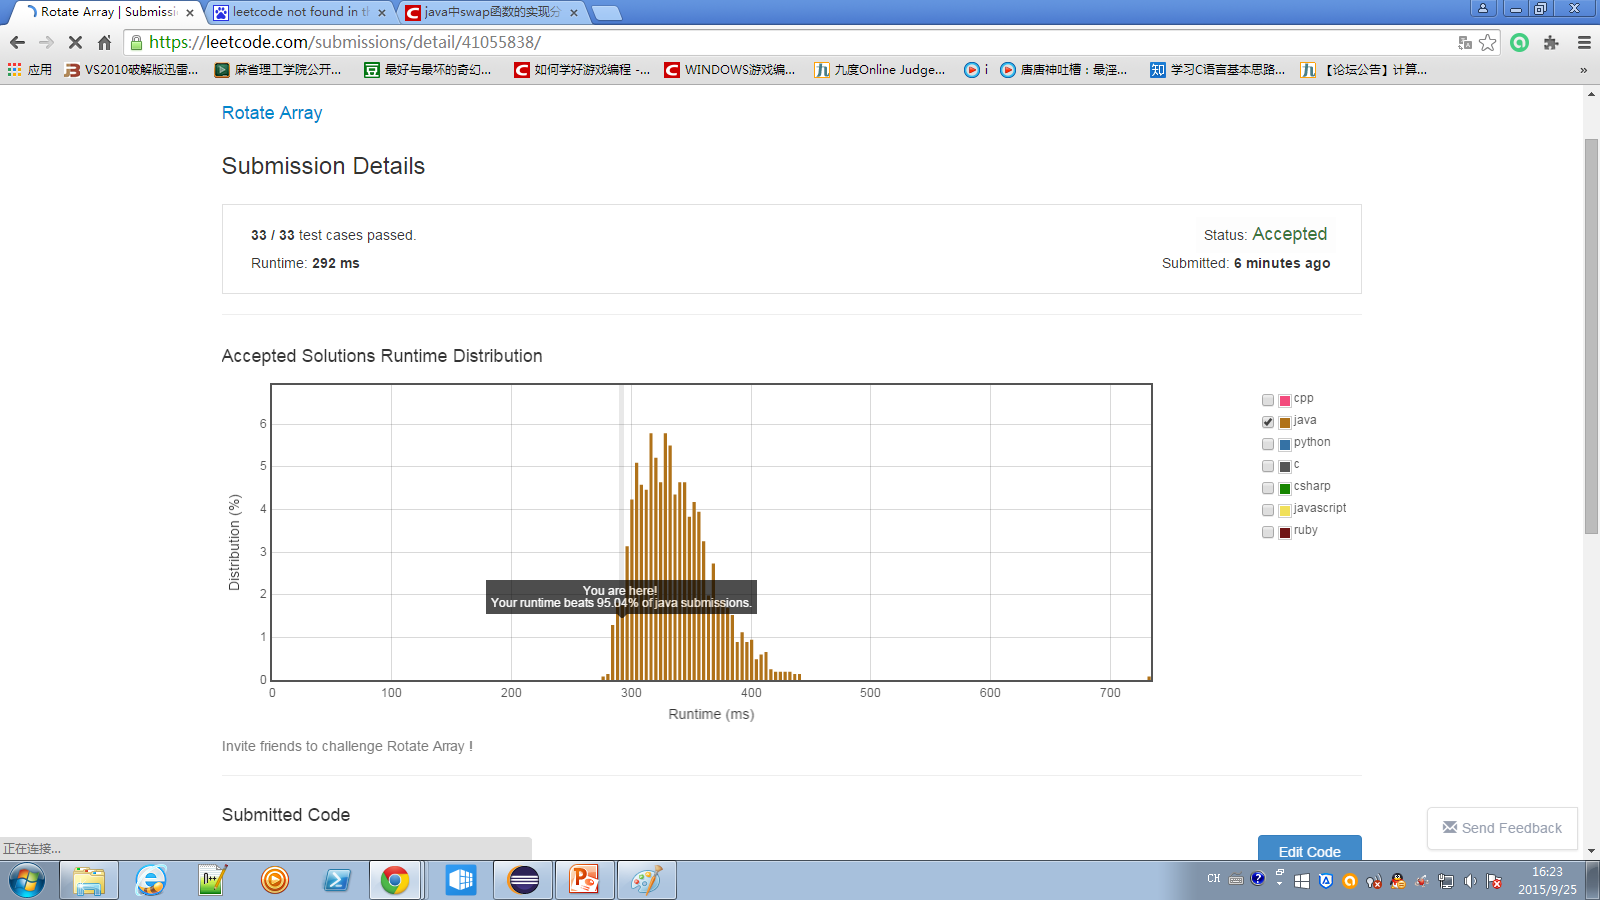 Rotate Array | Submissi
leetcode not found in th
java中swap函数的实现分
https://leetcode.com/submissions/detail/41055838/
应用
VS2010破解版迅雷...
麻省理工学院公开...
最好与最坏的奇幻...
如何学好游戏编程 -...
WINDOWS游戏编...
九度Online Judge...
i
唐唐神吐槽：最淫...
学习C语言基本思路...
【论坛公告】计算...
»
Rotate Array
Submission Details
33 / 33 test cases passed.
Status: Accepted
Runtime: 292 ms
Submitted: 6 minutes ago
Accepted Solutions Runtime Distribution
cpp
java
python
c
csharp
javascript
ruby
Distribution (%)
6
5
4
3
2
1
0
You are here!
Your runtime beats 95.04% of java submissions.
0 100 200 300 400 500 600 700
Runtime (ms)
Invite friends to challenge Rotate Array !
Submitted Code
Send Feedback
Edit Code
正在连接...
CH
16:23
2015/9/25